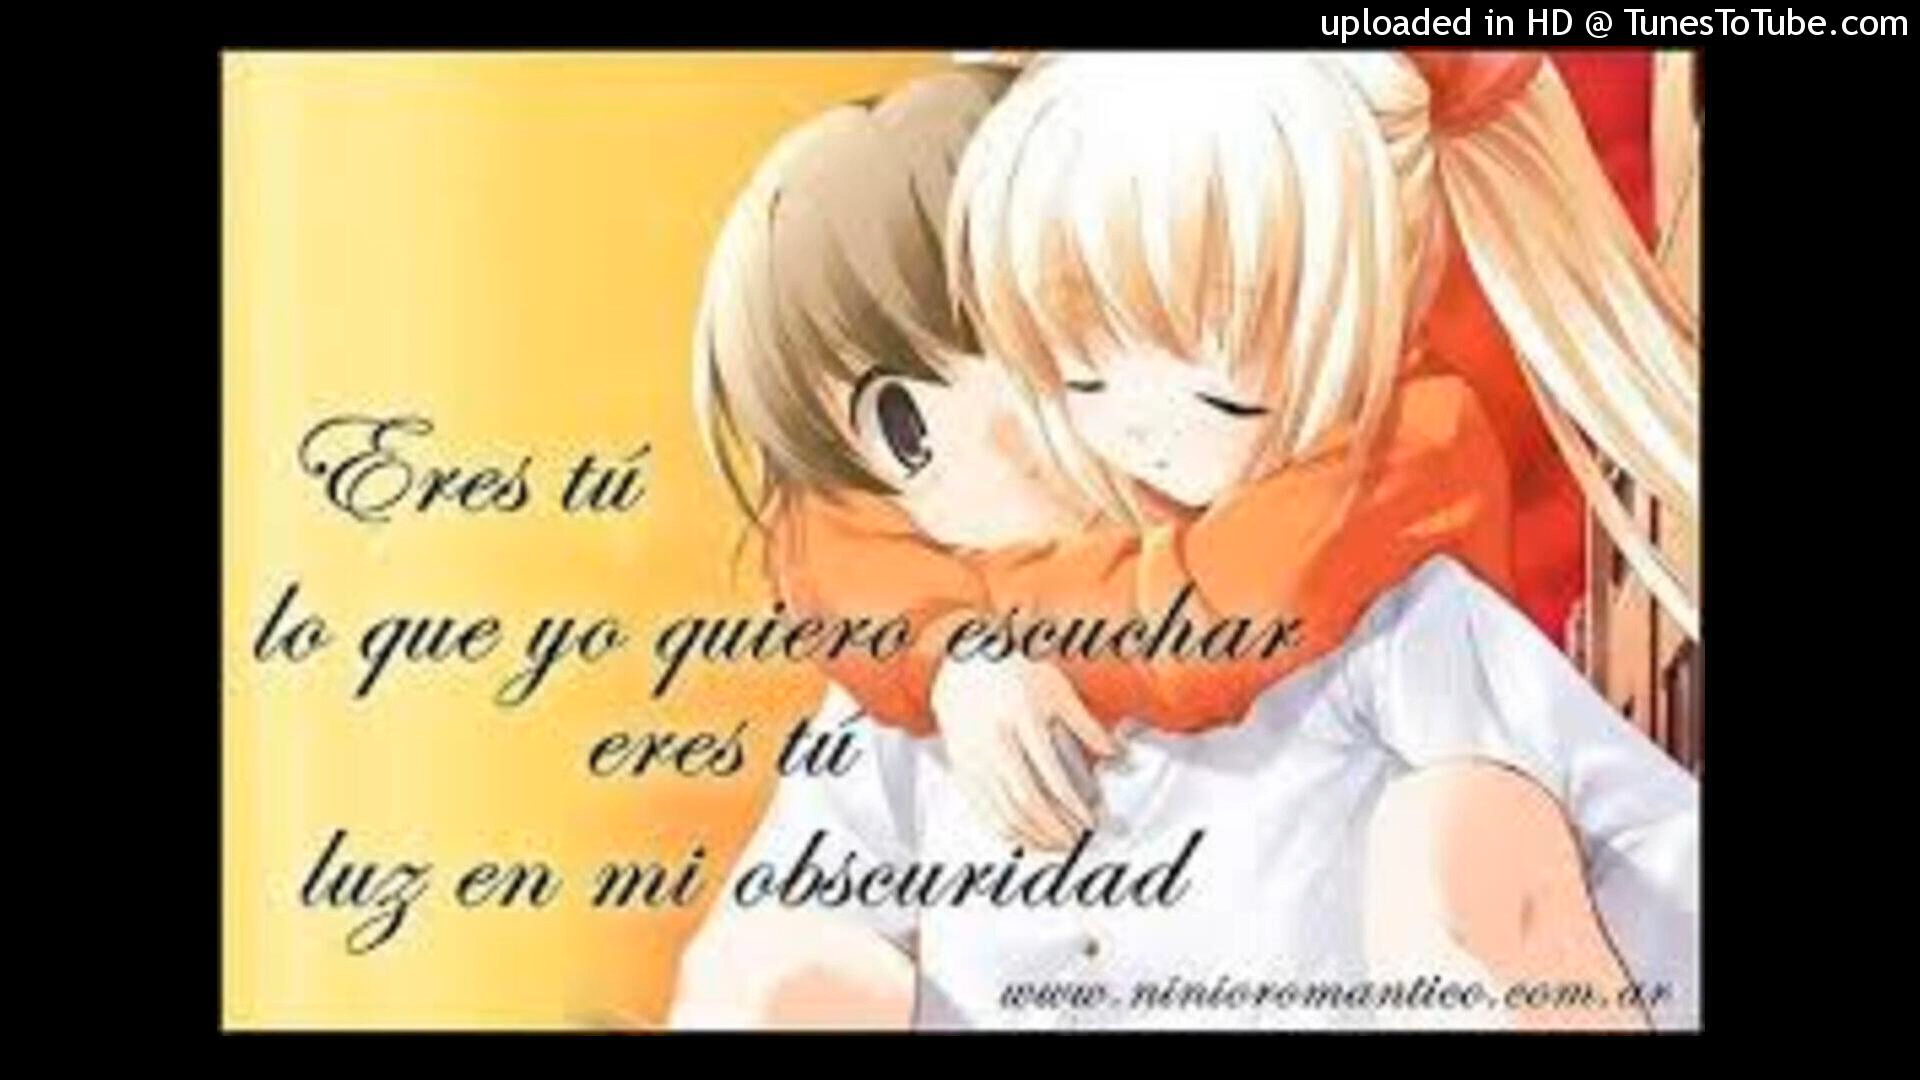 uploaded in HD @ TunesToTube.com
Eres tú
lo que yo quiero escuchar
eres tú
luz en mi obscuridad
www.ninioromantico.com.ar